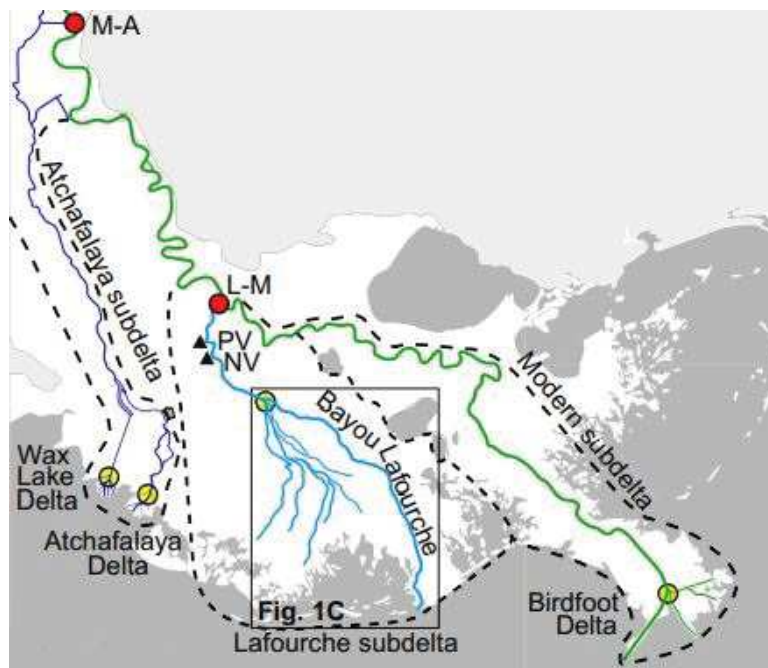 M-A
Atchafalaya subdelta
L-M
PV
NV
Modern subdelta
Bayou Lafourche
Wax
Lake
Delta
Atchafalaya
Delta
Fig. 1C
Birdfoot
Delta
Lafourche subdelta